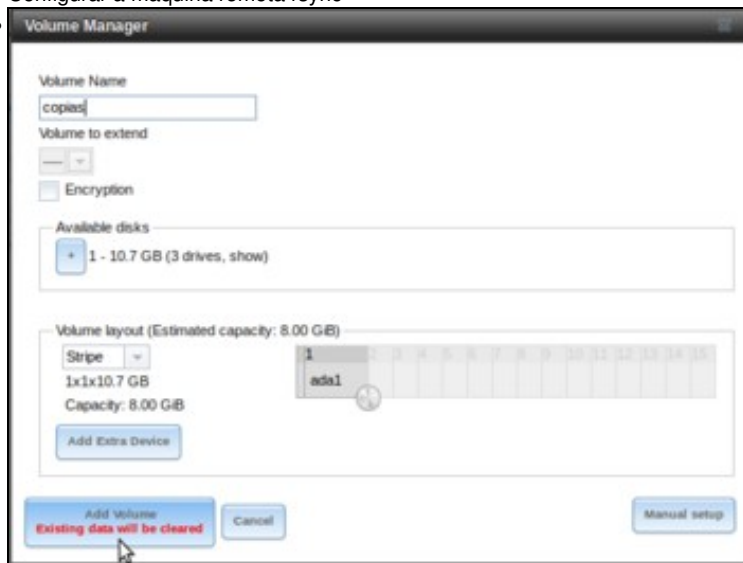 Configurar a máquina remota rsync
Volume Manager
Volume Name
copias
Volume to extend
-----
Encryption
Available disks
+ 1 - 10.7 GB (3 drives, show)
Volume layout (Estimated capacity: 8.00 GiB)
Stripe
1 2 3 4 5 6 7 8 9 10 11 12 13 14 15
1x1x10.7 GB
ada1
Capacity: 8.00 GiB
Add Extra Device
Add Volume
Existing data will be cleared
Cancel
Manual setup